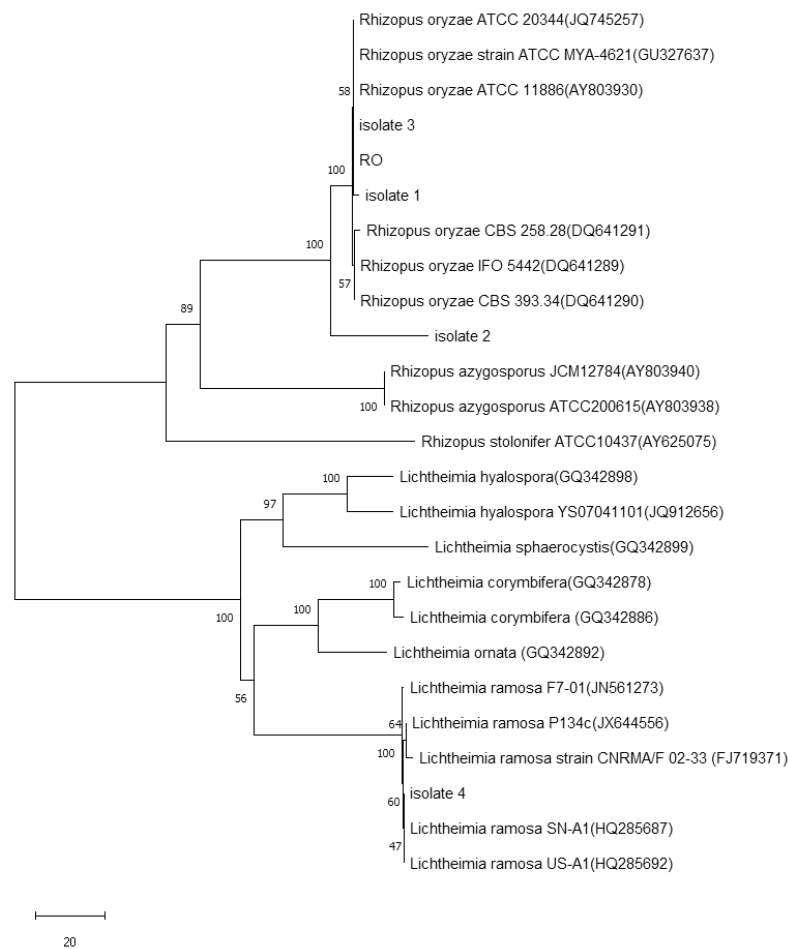 Rhizopus oryzae ATCC 20344(JQ745257)
Rhizopus oryzae strain ATCC MYA-4621(GU327637)
58
Rhizopus oryzae ATCC 11886(AY803930)
isolate 3
100
RO
isolate 1
Rhizopus oryzae CBS 258.28(DQ641291)
100
Rhizopus oryzae IFO 5442(DQ641289)
57
Rhizopus oryzae CBS 393.34(DQ641290)
89
isolate 2
Rhizopus azygosporus JCM12784(AY803940)
100
Rhizopus azygosporus ATCC200615(AY803938)
Rhizopus stolonifer ATCC10437(AY625075)
100
Lichtheimia hyalospora(GQ342898)
97
Lichtheimia hyalospora YS07041101(JQ912656)
Lichtheimia sphaerocystis(GQ342899)
100
Lichtheimia corymbifera(GQ342878)
100
100
Lichtheimia corymbifera (GQ342886)
Lichtheimia ornata (GQ342892)
56
Lichtheimia ramosa F7-01(JN561273)
64
Lichtheimia ramosa P134c(JX644556)
100
Lichtheimia ramosa strain CNRMA/F 02-33 (FJ719371)
isolate 4
60
Lichtheimia ramosa SN-A1(HQ285687)
47
Lichtheimia ramosa US-A1(HQ285692)
20